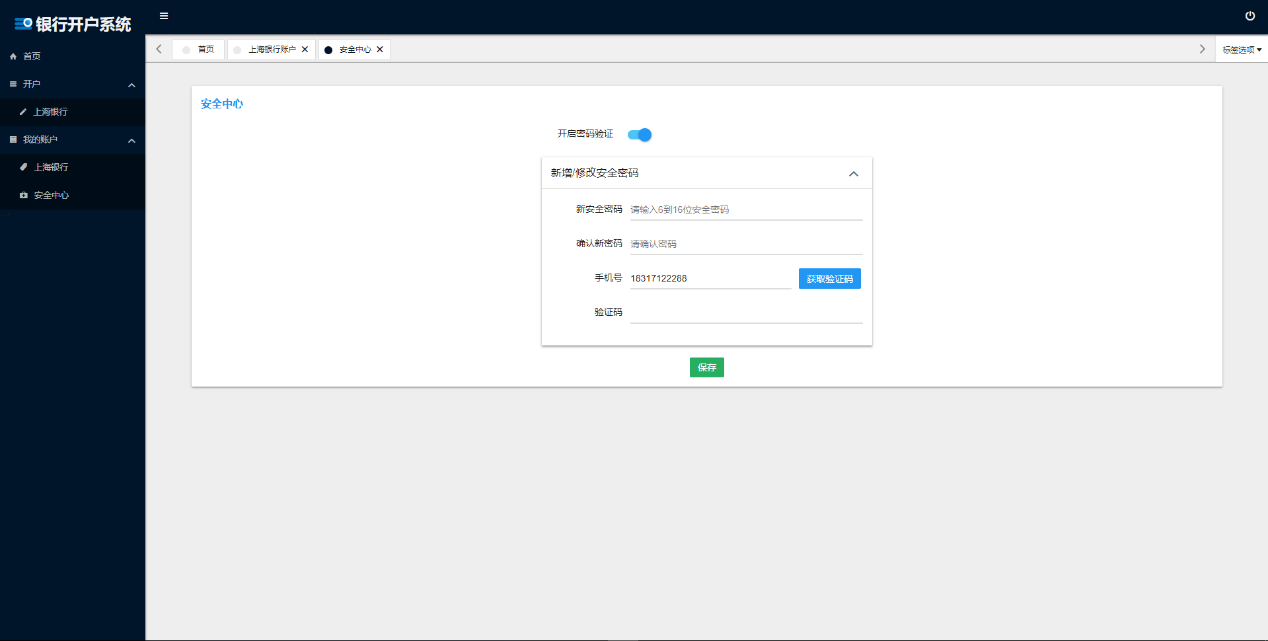 银行开户系统
首页
开户
上海银行
我的账户
上海银行
安全中心
首页
上海银行账户
安全中心
标签选项
安全中心
开启密码验证
新增/修改安全密码
新安全密码 请输入6到16位安全密码
确认新密码 请确认密码
手机号 18317122288 获取验证码
验证码
保存